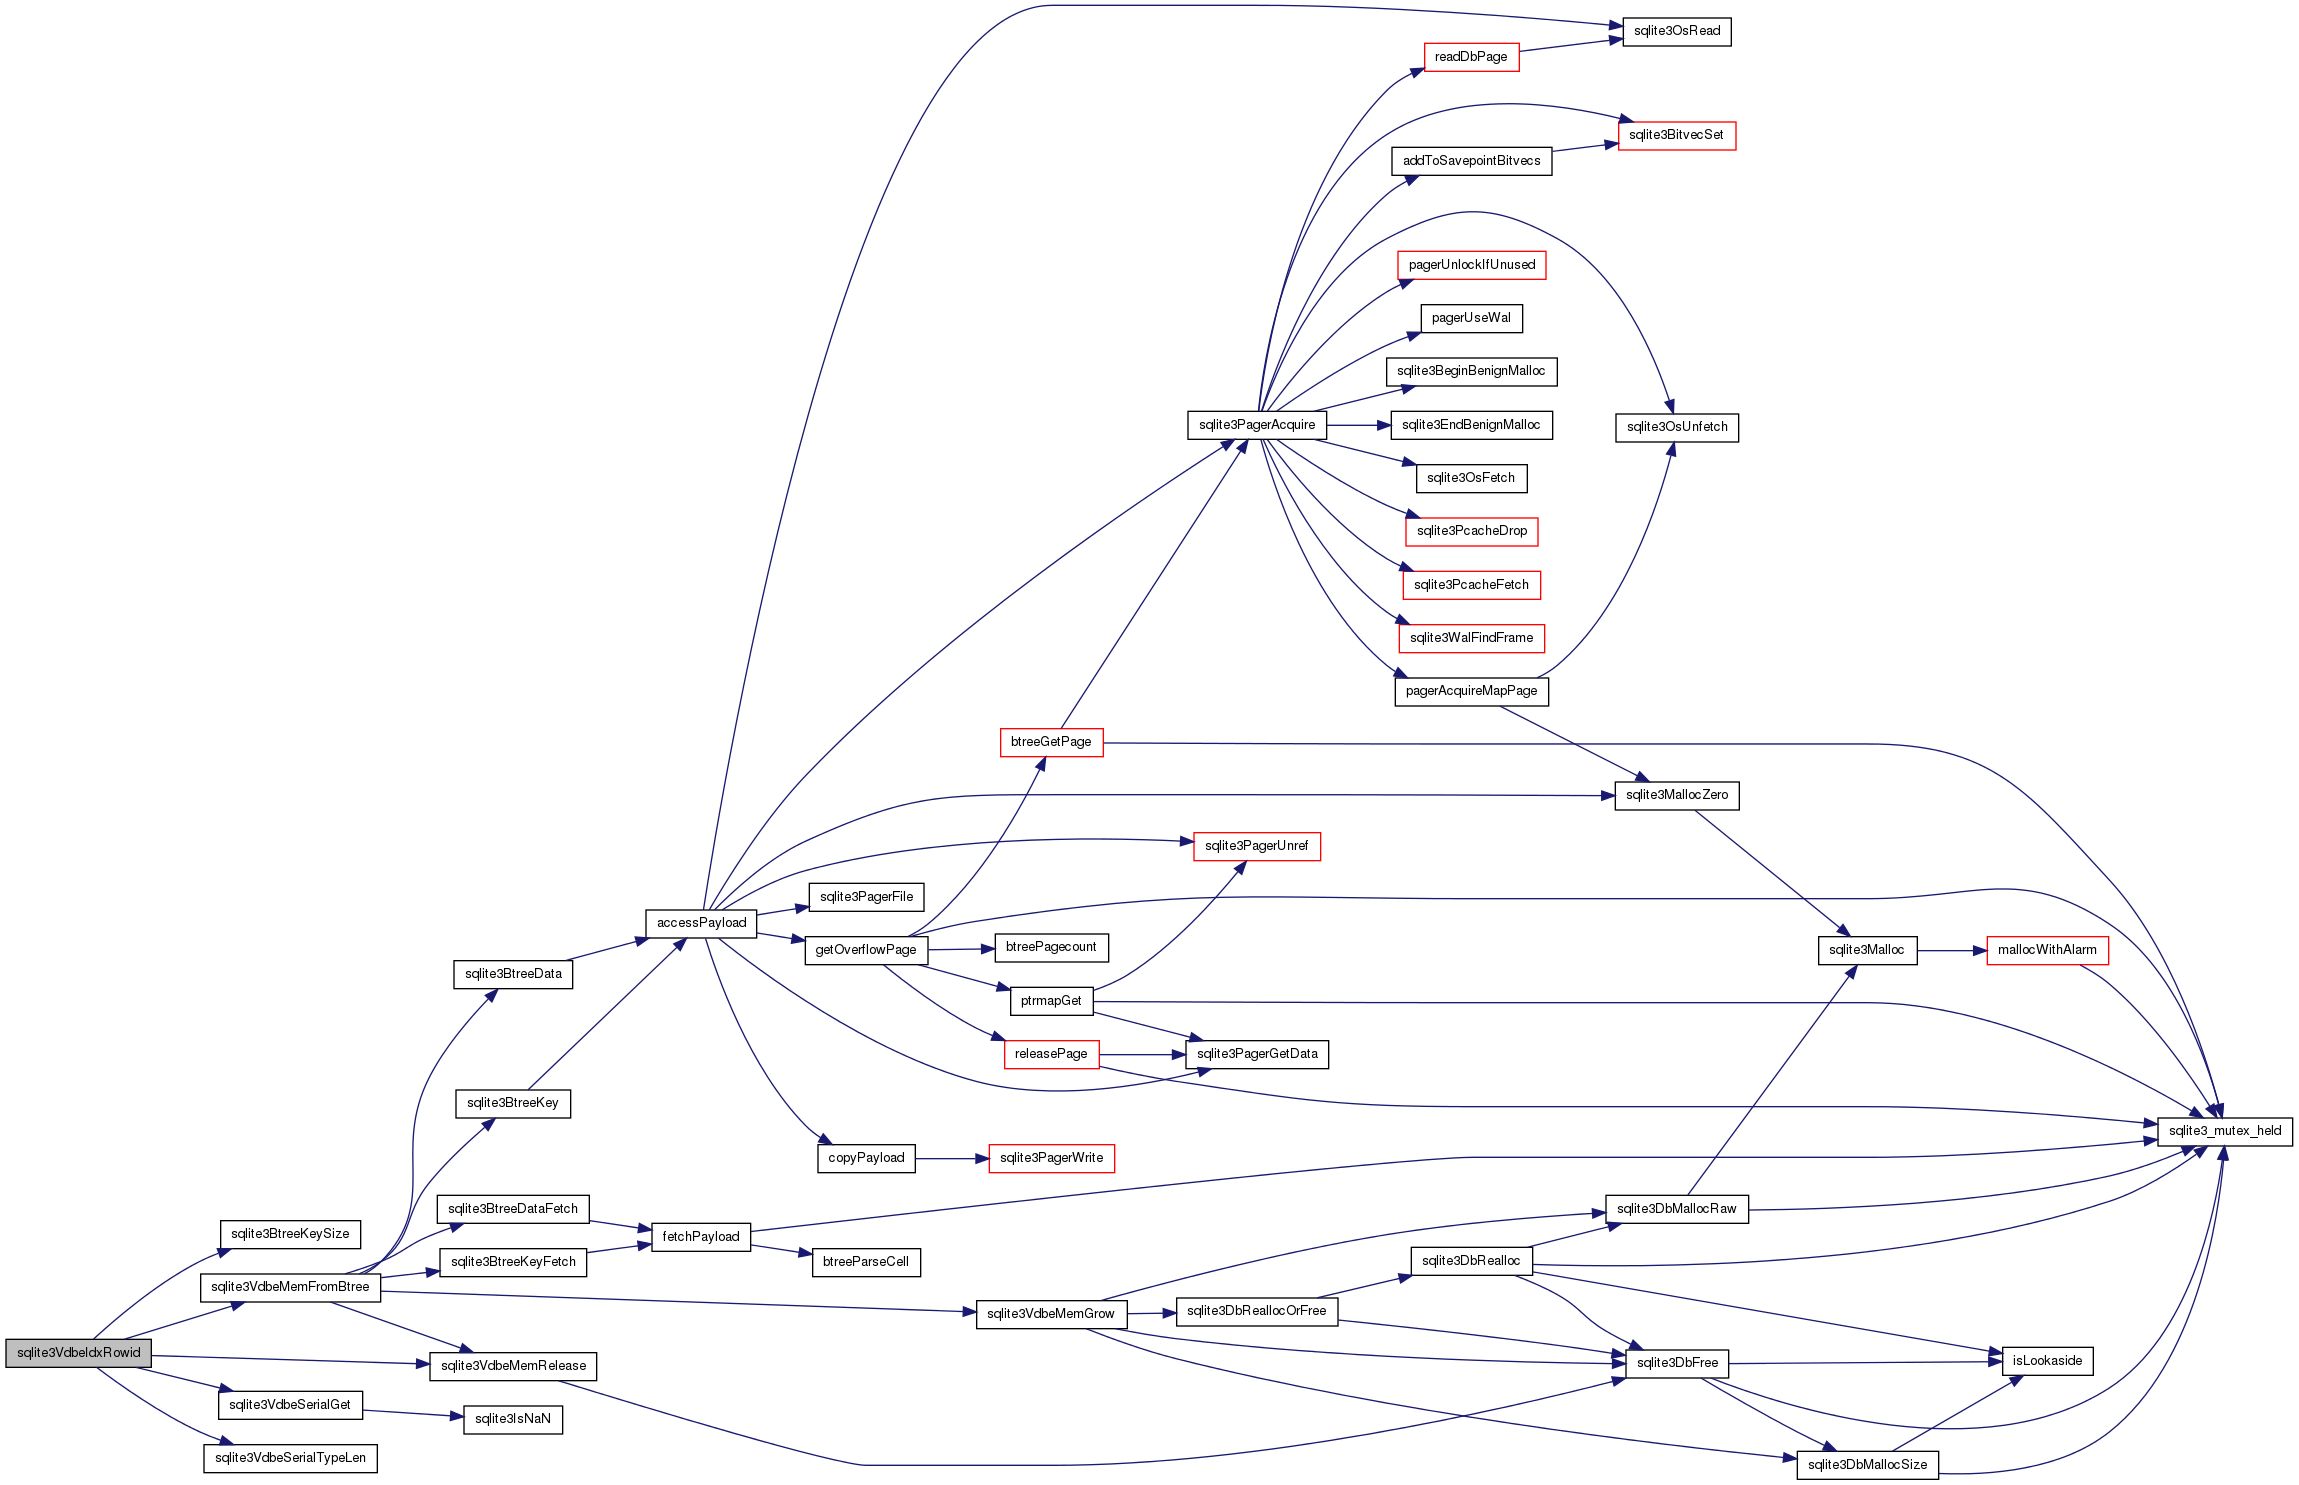 sqlite3OsRead
readDbPage
sqlite3BitvecSet
addToSavepointBitvecs
pagerUnlockIfUnused
pagerUseWal
sqlite3BeginBenignMalloc
sqlite3PagerAcquire
sqlite3EndBenignMalloc
sqlite3OsUnfetch
sqlite3OsFetch
sqlite3PcacheDrop
sqlite3PcacheFetch
sqlite3WalFindFrame
pagerAcquireMapPage
btreeGetPage
sqlite3MallocZero
sqlite3PagerUnref
sqlite3PagerFile
accessPayload
getOverflowPage
btreePagecount
sqlite3Malloc
mallocWithAlarm
sqlite3BtreeData
ptrmapGet
releasePage
sqlite3PagerGetData
sqlite3BtreeKey
sqlite3_mutex_held
copyPayload
sqlite3PagerWrite
sqlite3BtreeDataFetch
sqlite3DbMallocRaw
sqlite3BtreeKeySize
fetchPayload
sqlite3BtreeKeyFetch
btreeParseCell
sqlite3DbRealloc
sqlite3VdbeMemFromBtree
sqlite3VdbeMemGrow
sqlite3DbReallocOrFree
sqlite3VdbeIdxRowid
sqlite3VdbeMemRelease
sqlite3DbFree
isLookaside
sqlite3VdbeSerialGet
sqlite3IsNaN
sqlite3VdbeSerialTypeLen
sqlite3DbMallocSize